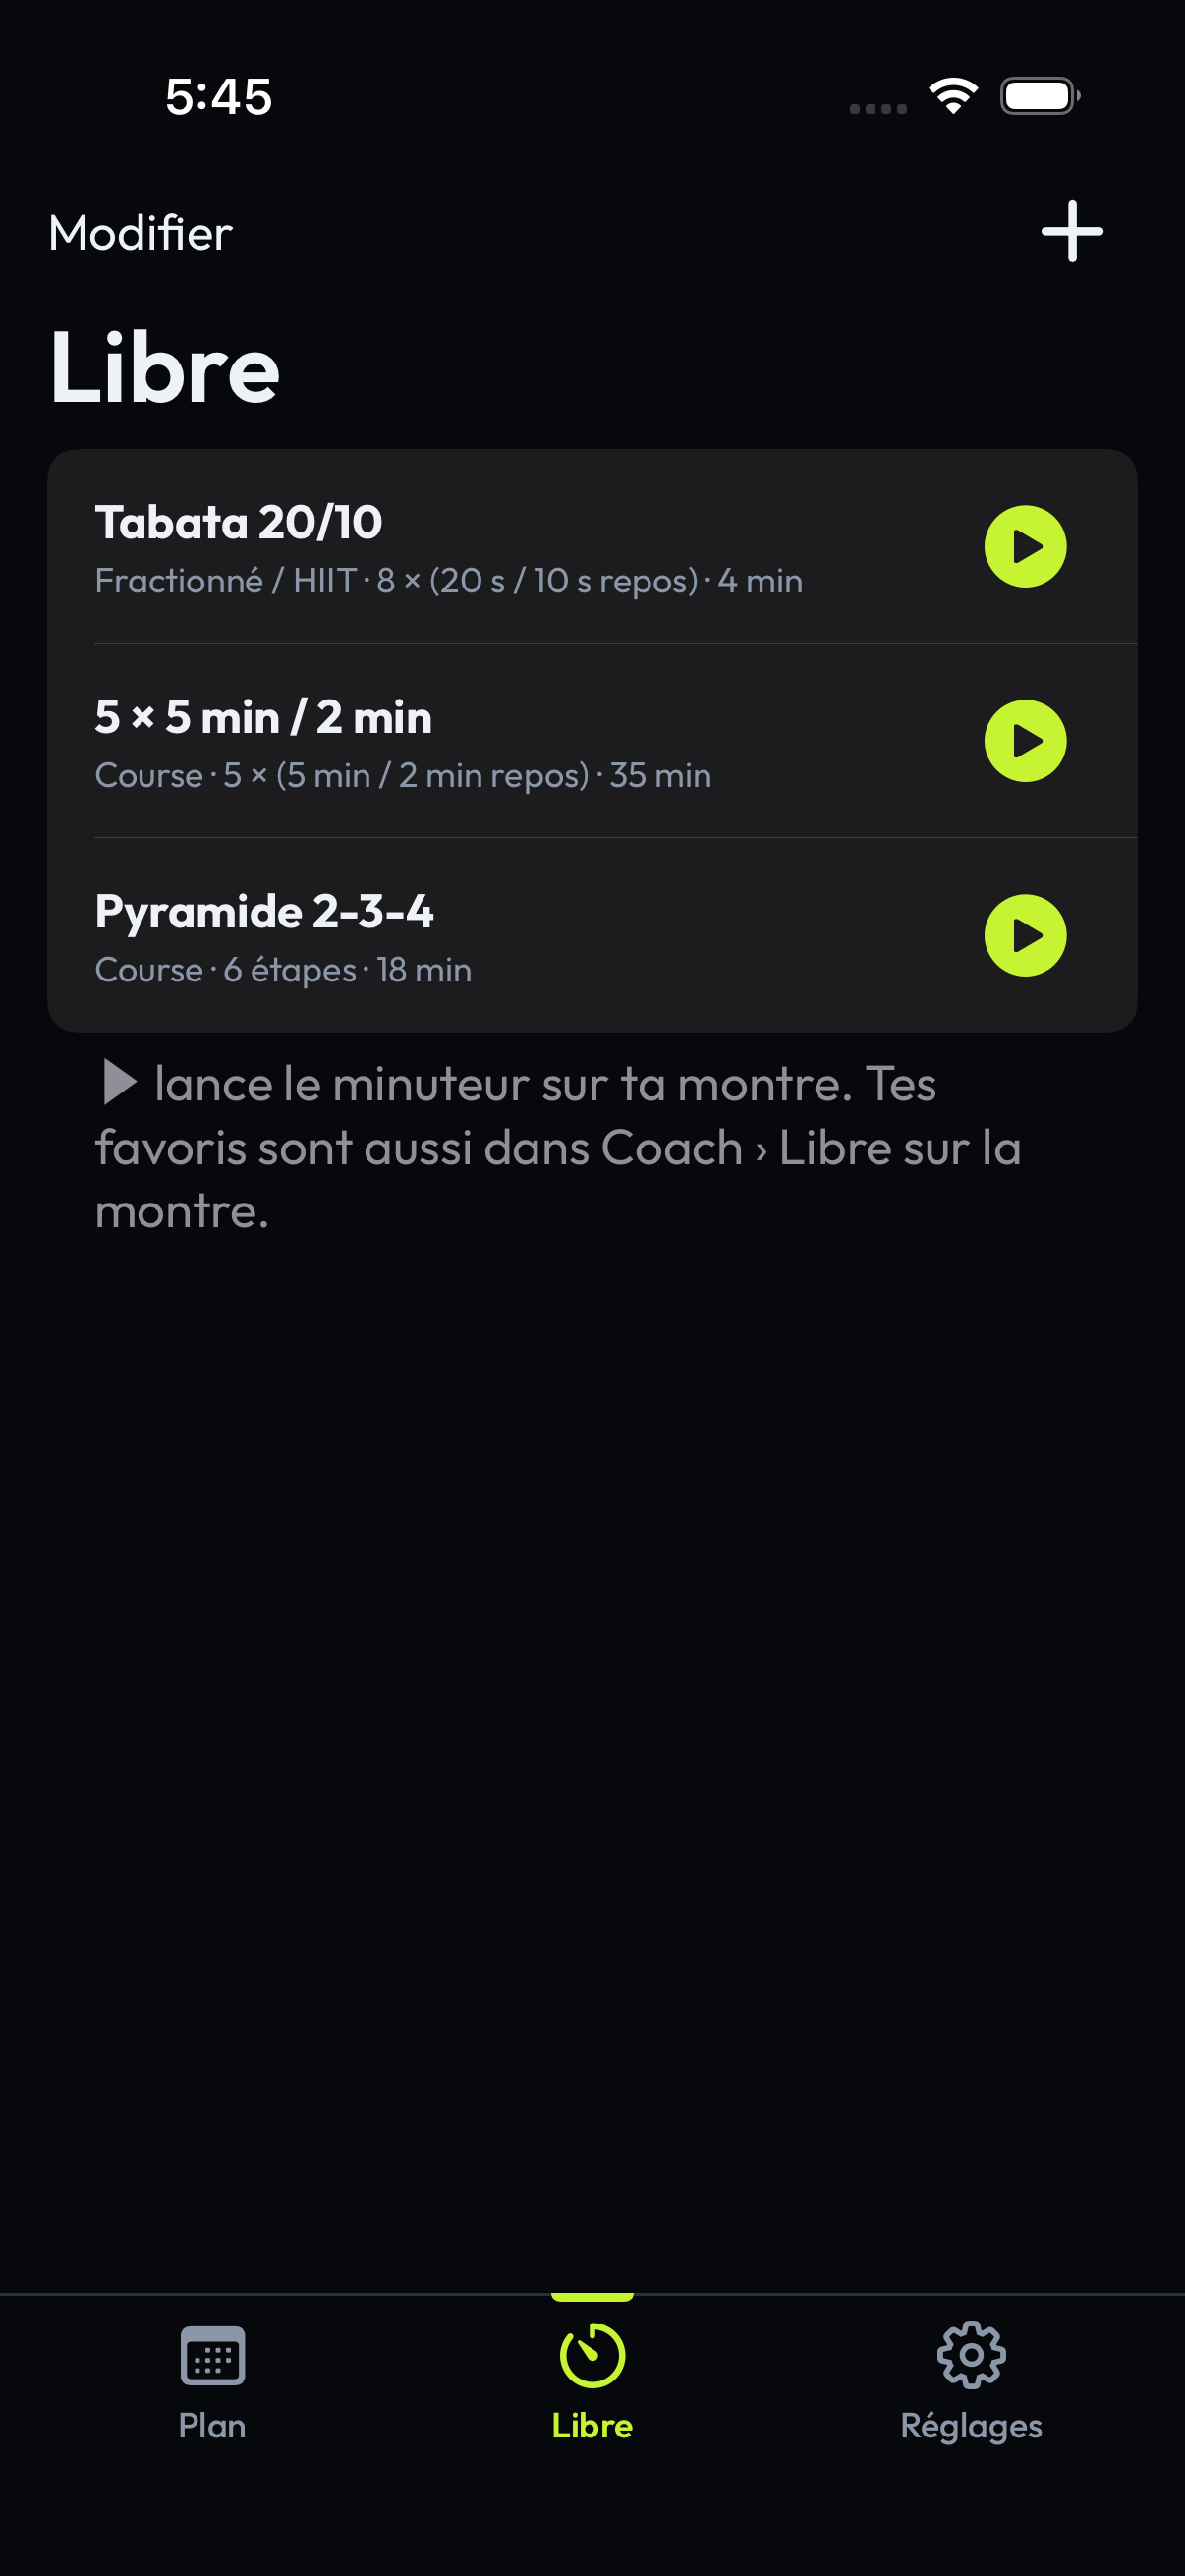 5:45
Modifier
Libre
Tabata 20/10
Fractionné / HIIT · 8 × (20 s / 10 s repos) · 4 min
5 × 5 min / 2 min
Course · 5 × (5 min / 2 min repos) · 35 min
Pyramide 2-3-4
Course · 6 étapes · 18 min
lance le minuteur sur ta montre. Tes
favoris sont aussi dans Coach › Libre sur la
montre.
Plan
Libre
Réglages